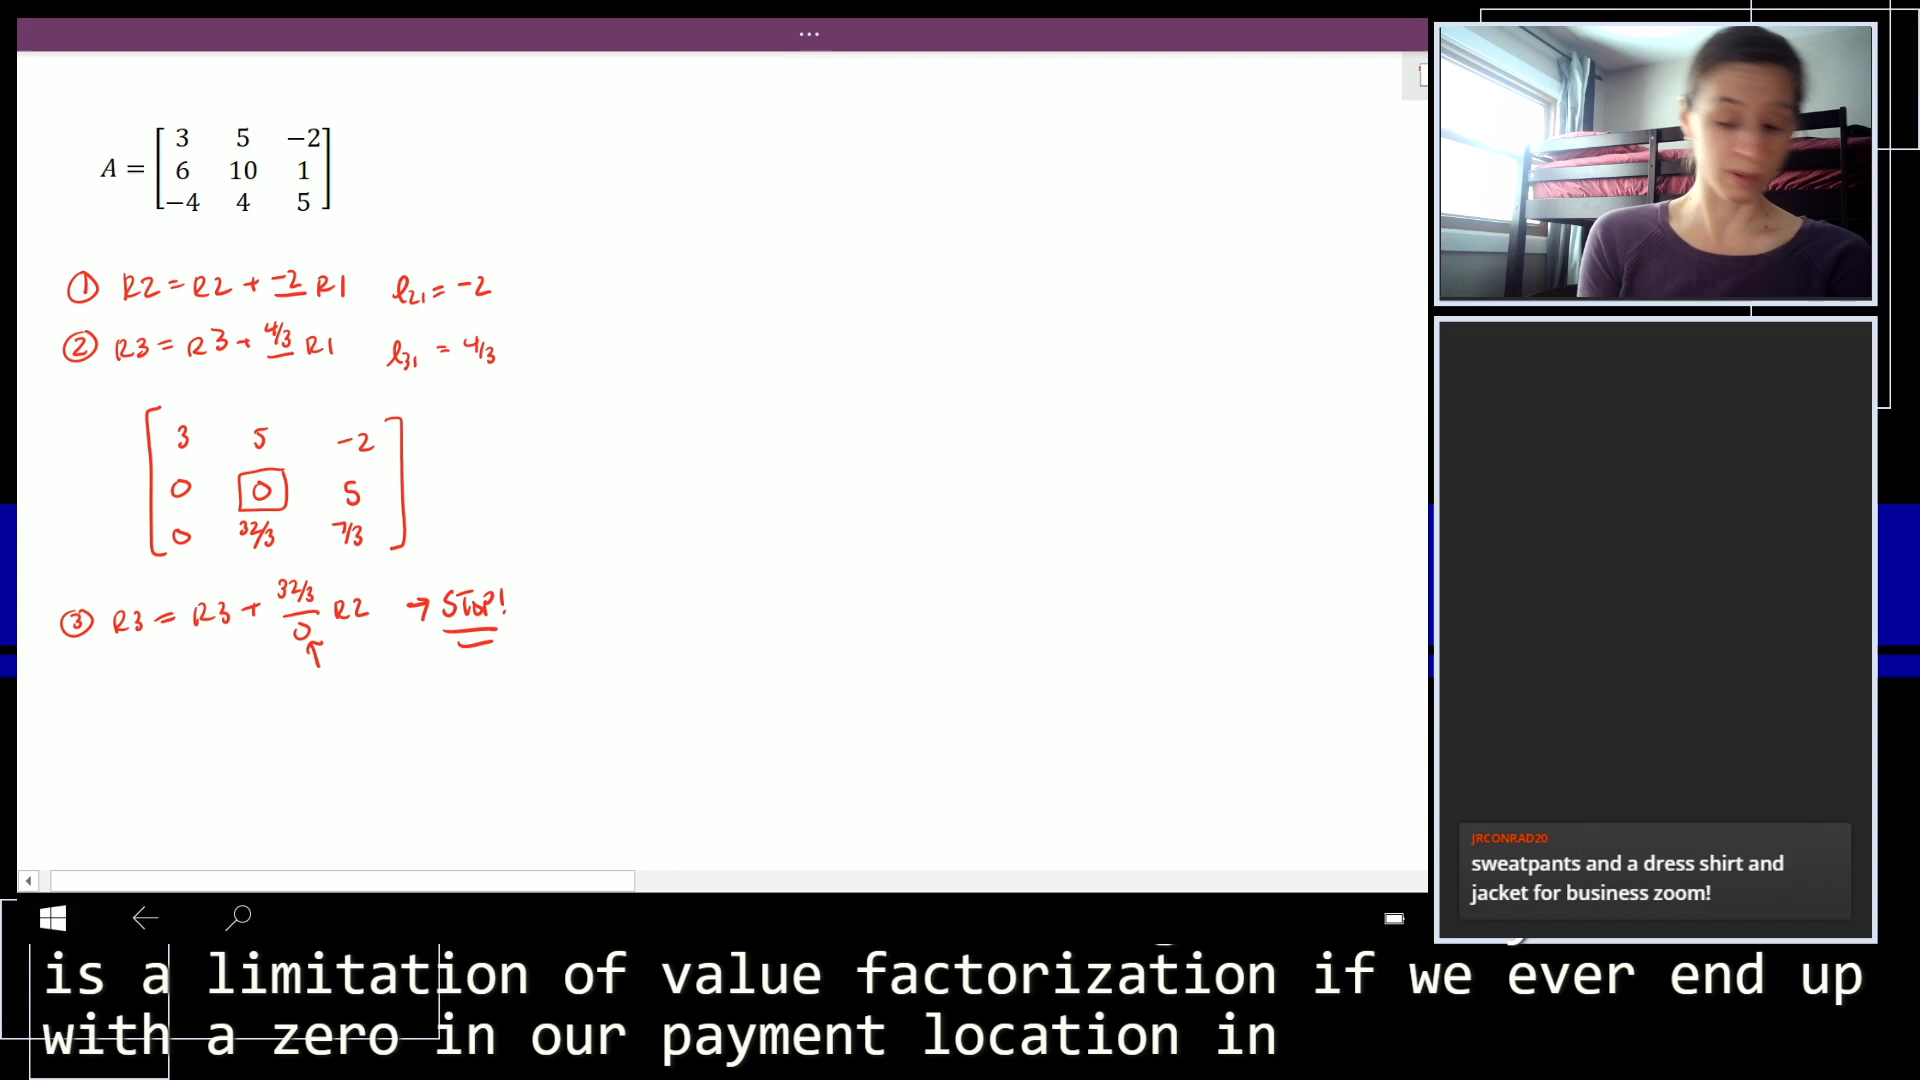 ...
A = [ 3 5 −2
6 10 1
−4 4 5 ]
① R2 = R2 + -2 R1 l21 = -2
② R3 = R3 + 4/3 R1 l31 = 4/3
[ 3 5 -2
0 0 5
0 32/3 7/3 ]
③ R3 = R3 + 32/3 / 0 R2 → STOP!
↑
JRCONRAD20
sweatpants and a dress shirt and
jacket for business zoom!
is a limitation of value factorization if we ever end up
with a zero in our payment location in